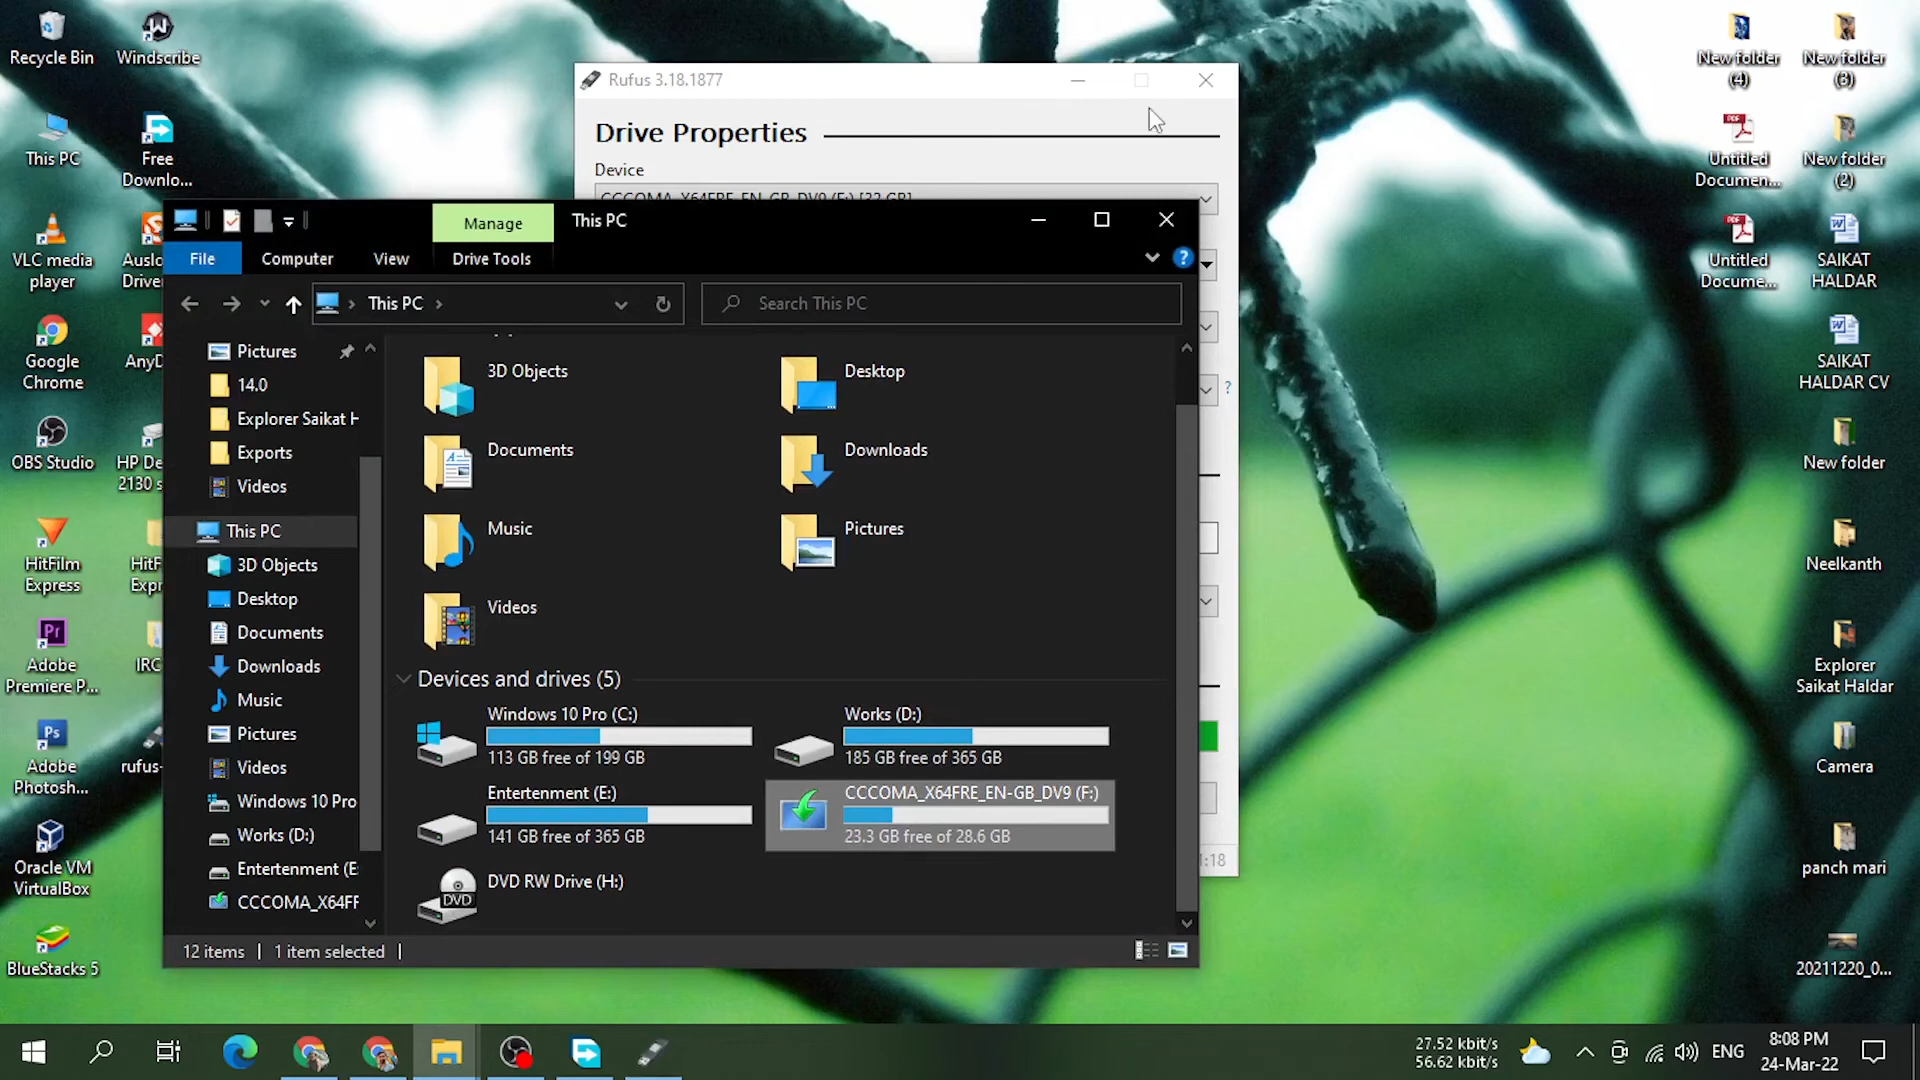 Recycle Bin
Windscribe
This PC
Free
Downlo...
VLC media
player
Auslo
Driver
Google
Chrome
AnyD
OBS Studio
HP De
2130 s
HitFilm
Express
HitF
Expr
Adobe
Premiere P...
IRC
Adobe
Photosh...
rufus-
Oracle VM
VirtualBox
BlueStacks 5
Rufus 3.18.1877
Drive Properties
Device
CCCOMA_X64FRE_EN-GB_DV9 (F:) [32 GB]
?
1:18
Manage
This PC
File
Computer
View
Drive Tools
?
This PC
Search This PC
Pictures
14.0
Explorer Saikat H
Exports
Videos
This PC
3D Objects
Desktop
Documents
Downloads
Music
Pictures
Videos
Windows 10 Pro
Works (D:)
Entertenment (E:
CCCOMA_X64FF
3D Objects
Desktop
Documents
Downloads
Music
Pictures
Videos
Devices and drives (5)
Windows 10 Pro (C:)
113 GB free of 199 GB
Works (D:)
185 GB free of 365 GB
Entertenment (E:)
141 GB free of 365 GB
CCCOMA_X64FRE_EN-GB_DV9 (F:)
23.3 GB free of 28.6 GB
DVD
DVD RW Drive (H:)
12 items
1 item selected
New folder
(4)
New folder
(3)
PDF
Untitled
Documen...
New folder
(2)
PDF
Untitled
Docume...
SAIKAT
HALDAR
SAIKAT
HALDAR CV
New folder
Neelkanth
Explorer
Saikat Haldar
Camera
panch mari
20211220_0...
27.52 kbit/s
56.62 kbit/s
ENG
8:08 PM
24-Mar-22